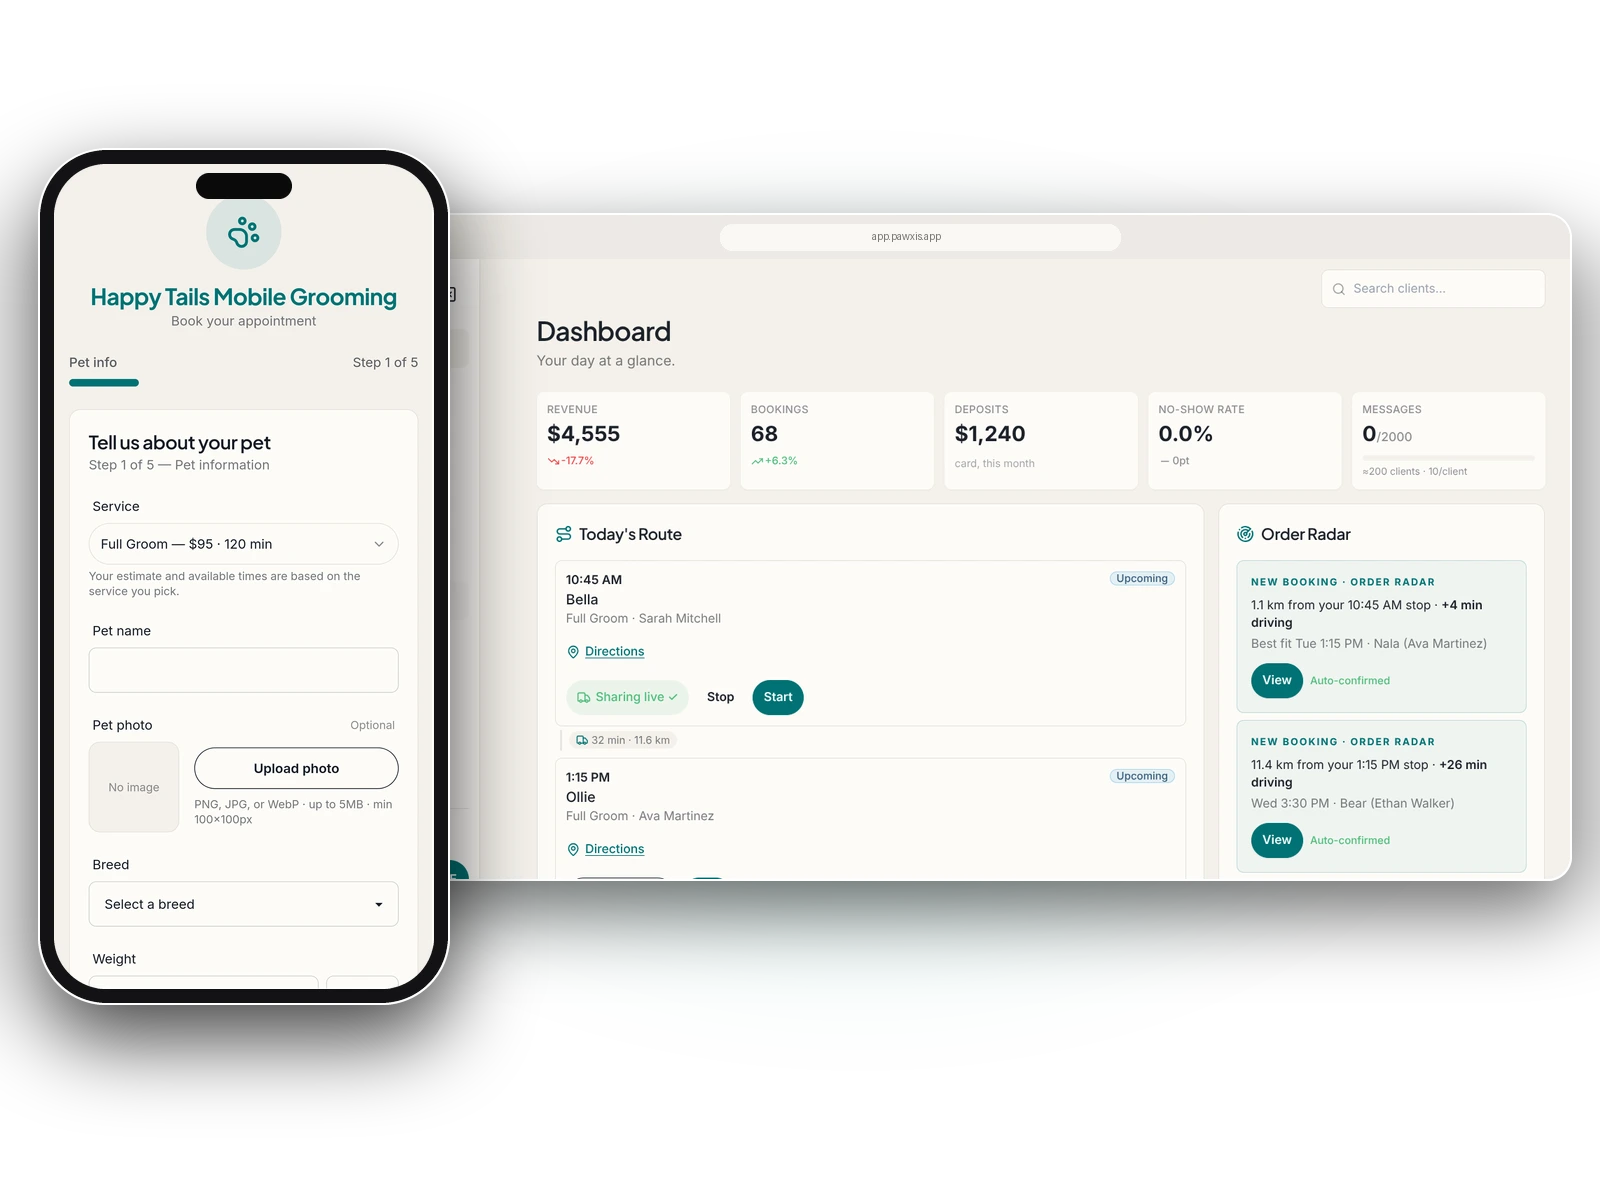 Happy Tails Mobile Grooming
Book your appointment
Pet info
Step 1 of 5
Tell us about your pet
Step 1 of 5 — Pet information
Service
Full Groom — $95 · 120 min
Your estimate and available times are based on the
service you pick.
Pet name
Pet photo
Optional
No image
Upload photo
PNG, JPG, or WebP · up to 5MB · min
100×100px
Breed
Select a breed
Weight
app.pawxis.app
Search clients...
Dashboard
Your day at a glance.
REVENUE
$4,555
-17.7%
BOOKINGS
68
+6.3%
DEPOSITS
$1,240
card, this month
NO-SHOW RATE
0.0%
— 0pt
MESSAGES
0/2000
≈200 clients · 10/client
Today's Route
10:45 AM
Upcoming
Bella
Full Groom · Sarah Mitchell
Directions
Sharing live ✓
Stop
Start
32 min · 11.6 km
1:15 PM
Upcoming
Ollie
Full Groom · Ava Martinez
Directions
Order Radar
NEW BOOKING · ORDER RADAR
1.1 km from your 10:45 AM stop · +4 min
driving
Best fit Tue 1:15 PM · Nala (Ava Martinez)
View
Auto-confirmed
NEW BOOKING · ORDER RADAR
11.4 km from your 1:15 PM stop · +26 min
driving
Wed 3:30 PM · Bear (Ethan Walker)
View
Auto-confirmed